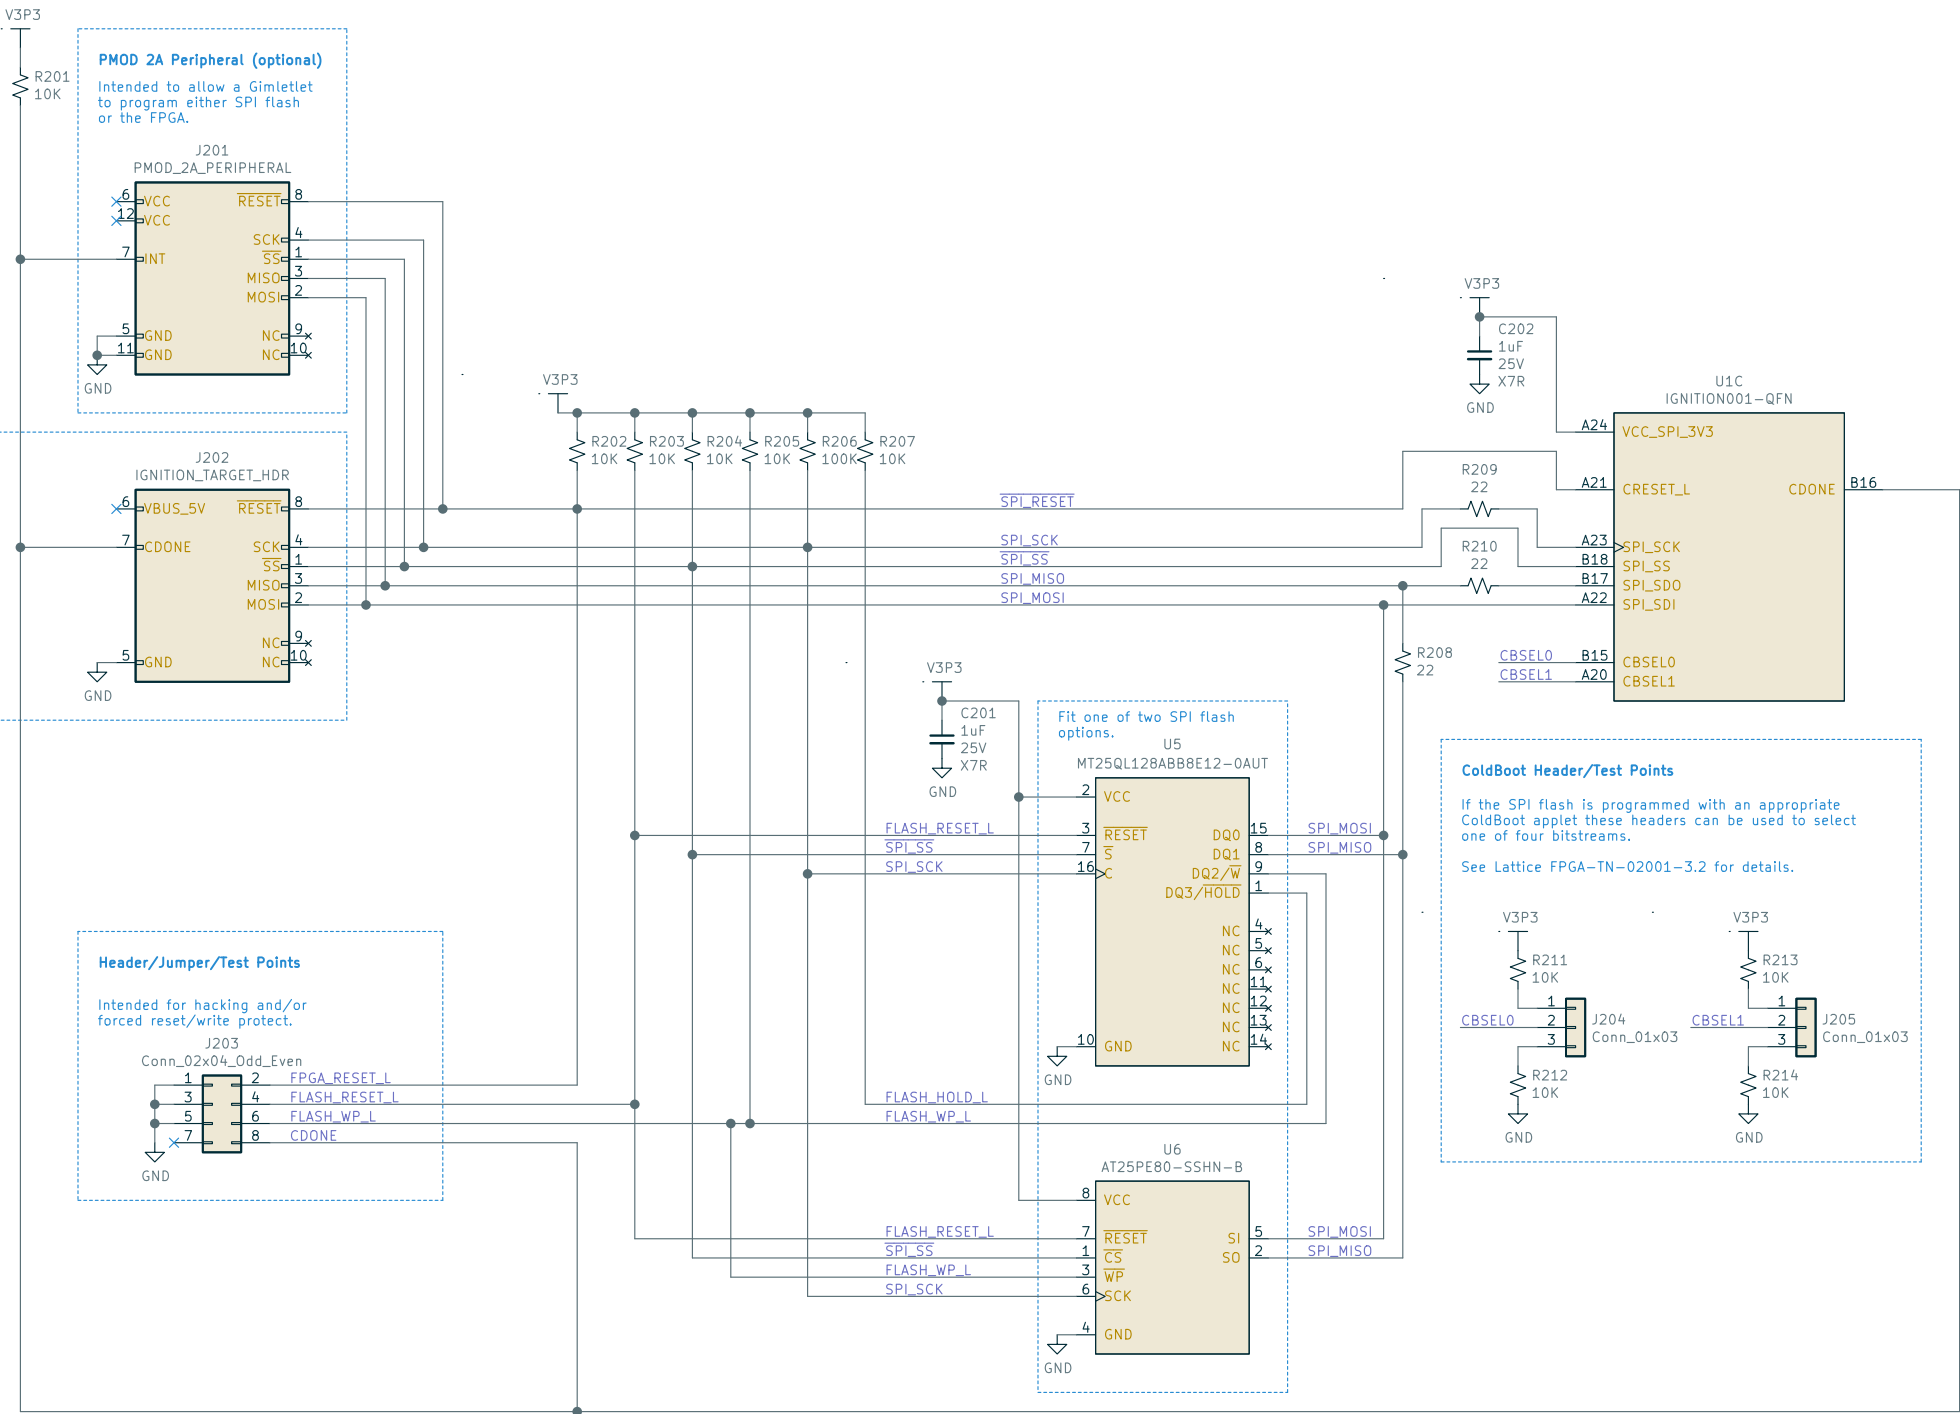 V3P3
R201
10K
PMOD 2A Peripheral (optional)
Intended to allow a Gimletlet
to program either SPI flash
or the FPGA.
J201
PMOD_2A_PERIPHERAL
6 VCC
12 VCC
7 INT
5 GND
11 GND
RESET 8
SCK 4
SS 1
MISO 3
MOSI 2
NC 9
NC 10
GND
J202
IGNITION_TARGET_HDR
6 VBUS_5V
7 CDONE
5 GND
RESET 8
SCK 4
SS 1
MISO 3
MOSI 2
NC 9
NC 10
GND
V3P3
R202
10K
R203
10K
R204
10K
R205
10K
R206
100K
R207
10K
SPI_RESET
SPI_SCK
SPI_SS
SPI_MISO
SPI_MOSI
V3P3
C202
1uF
25V
X7R
GND
R209
22
R210
22
R208
22
U1C
IGNITION001-QFN
A24 VCC_SPI_3V3
A21 CRESET_L
A23 SPI_SCK
B18 SPI_SS
B17 SPI_SDO
A22 SPI_SDI
B15 CBSEL0
A20 CBSEL1
CDONE B16
CBSEL0
CBSEL1
V3P3
C201
1uF
25V
X7R
GND
Fit one of two SPI flash
options.
U5
MT25QL128ABB8E12-0AUT
2 VCC
3 RESET
7 S
16 C
10 GND
DQ0 15
DQ1 8
DQ2/W 9
DQ3/HOLD 1
NC 4
NC 5
NC 6
NC 11
NC 12
NC 13
NC 14
FLASH_RESET_L
SPI_SS
SPI_SCK
SPI_MOSI
SPI_MISO
GND
FLASH_HOLD_L
FLASH_WP_L
U6
AT25PE80-SSHN-B
8 VCC
7 RESET
1 CS
3 WP
6 SCK
4 GND
SI 5
SO 2
FLASH_RESET_L
SPI_SS
FLASH_WP_L
SPI_SCK
SPI_MOSI
SPI_MISO
GND
Header/Jumper/Test Points
Intended for hacking and/or
forced reset/write protect.
J203
Conn_02x04_Odd_Even
1 2 FPGA_RESET_L
3 4 FLASH_RESET_L
5 6 FLASH_WP_L
7 8 CDONE
GND
ColdBoot Header/Test Points
If the SPI flash is programmed with an appropriate
ColdBoot applet these headers can be used to select
one of four bitstreams.
See Lattice FPGA-TN-02001-3.2 for details.
V3P3
R211
10K
CBSEL0
1
2
3
J204
Conn_01x03
R212
10K
GND
V3P3
R213
10K
CBSEL1
1
2
3
J205
Conn_01x03
R214
10K
GND